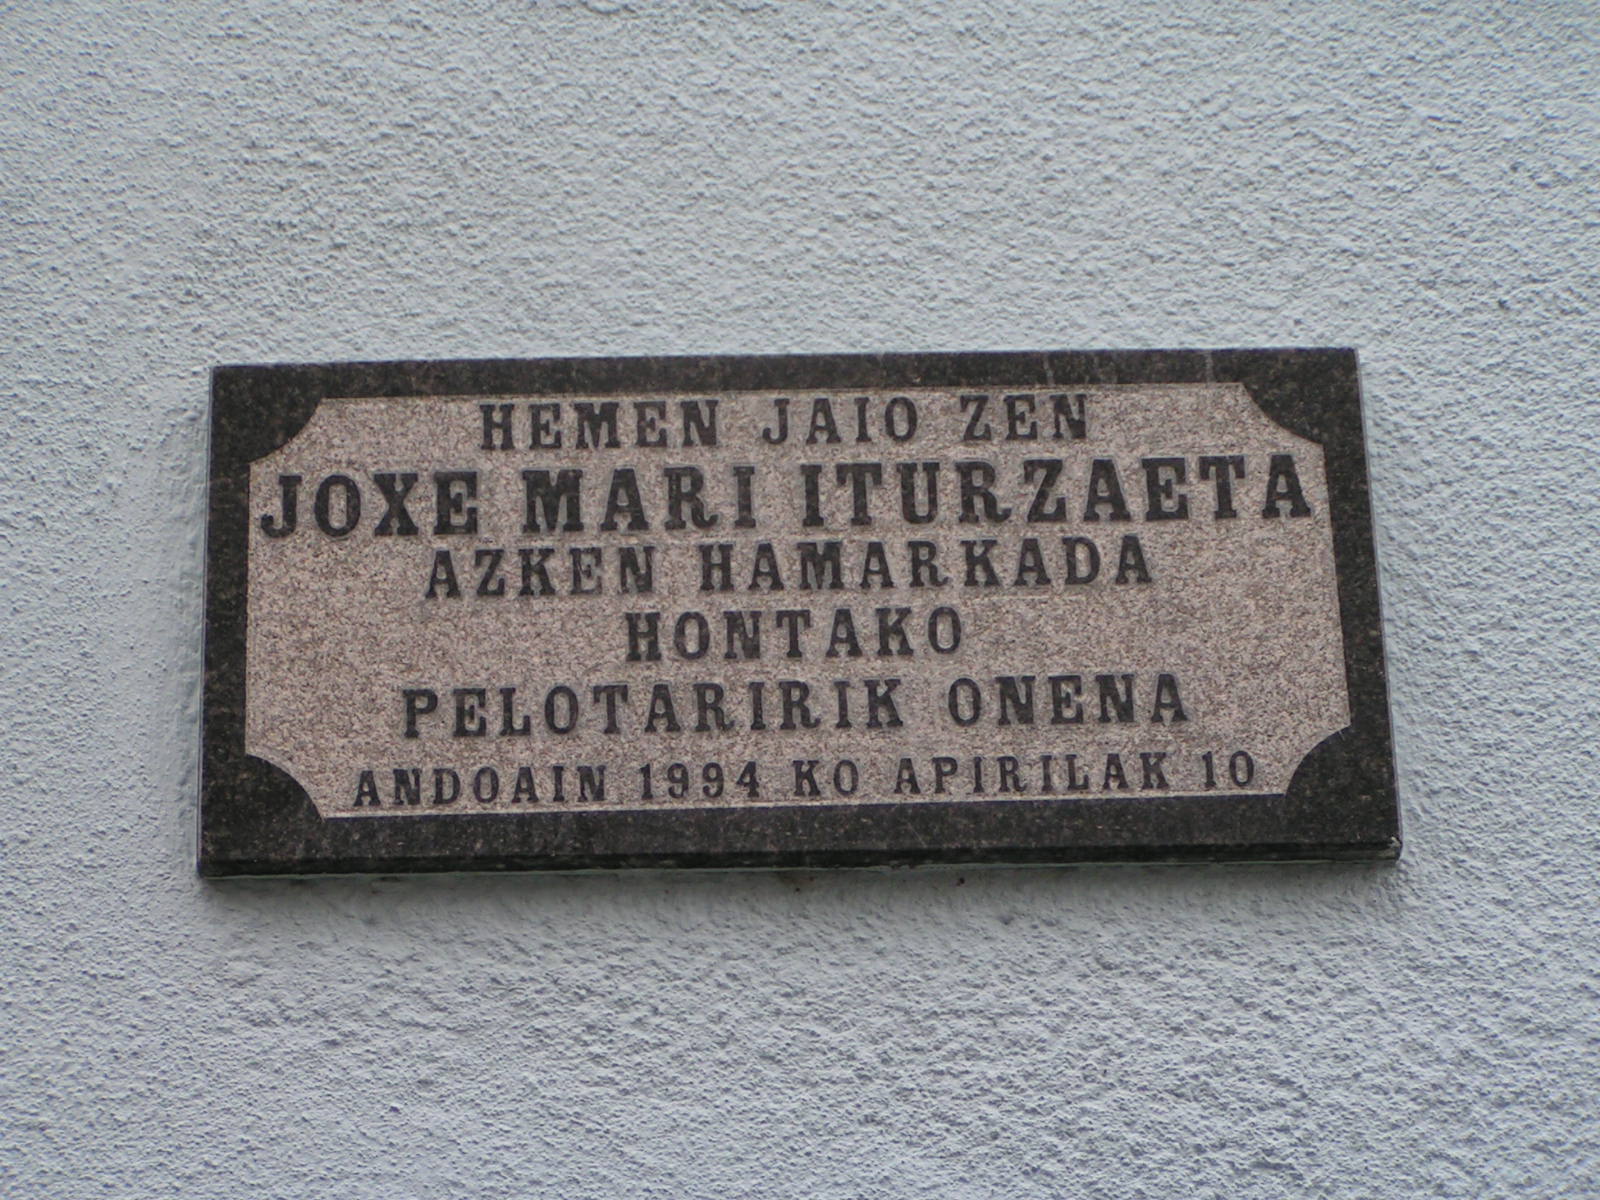 HEMEN JAIO ZEN
JOXE MARI ITURZAETA
AZKEN HAMARKADA
HONTAKO
PELOTARIRIK ONENA
ANDOAIN 1994 KO APIRILAK 10